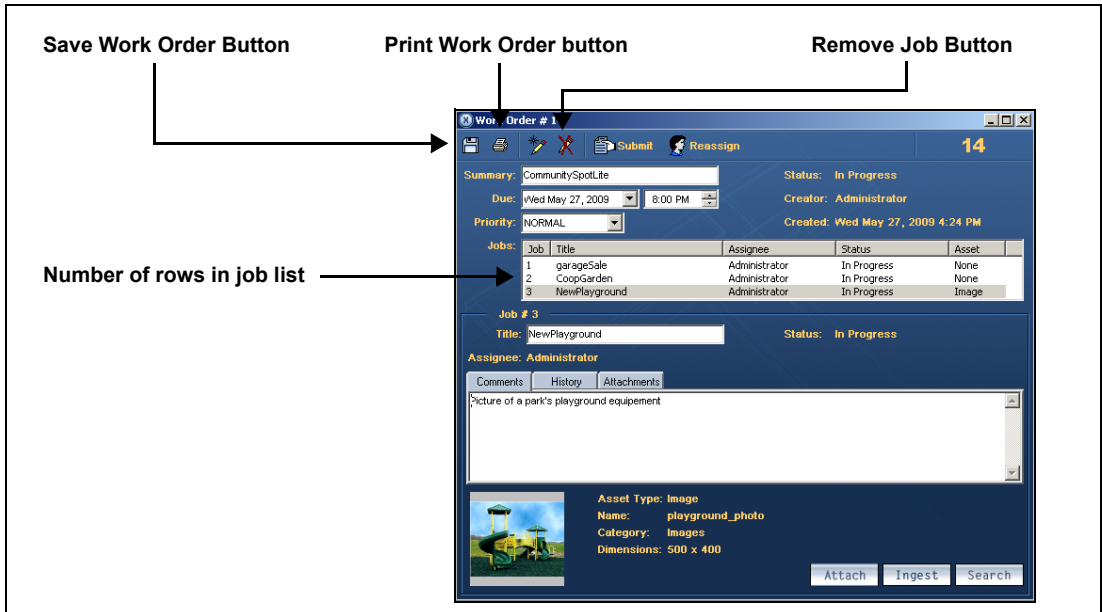 Save Work Order Button
Print Work Order button
Remove Job Button
Work Order # 1
Submit
Reassign
14
Summary: CommunitySpotLite
Status: In Progress
Due: Wed May 27, 2009 8:00 PM
Creator: Administrator
Priority: NORMAL
Created: Wed May 27, 2009 4:24 PM
Jobs:
Job Title Assignee Status Asset
1 garageSale Administrator In Progress None
2 CoopGarden Administrator In Progress None
3 NewPlayground Administrator In Progress Image
Number of rows in job list
Job # 3
Title: NewPlayground
Status: In Progress
Assignee: Administrator
Comments History Attachments
Picture of a park's playground equipement
Asset Type: Image
Name: playground_photo
Category: Images
Dimensions: 500 x 400
Attach Ingest Search